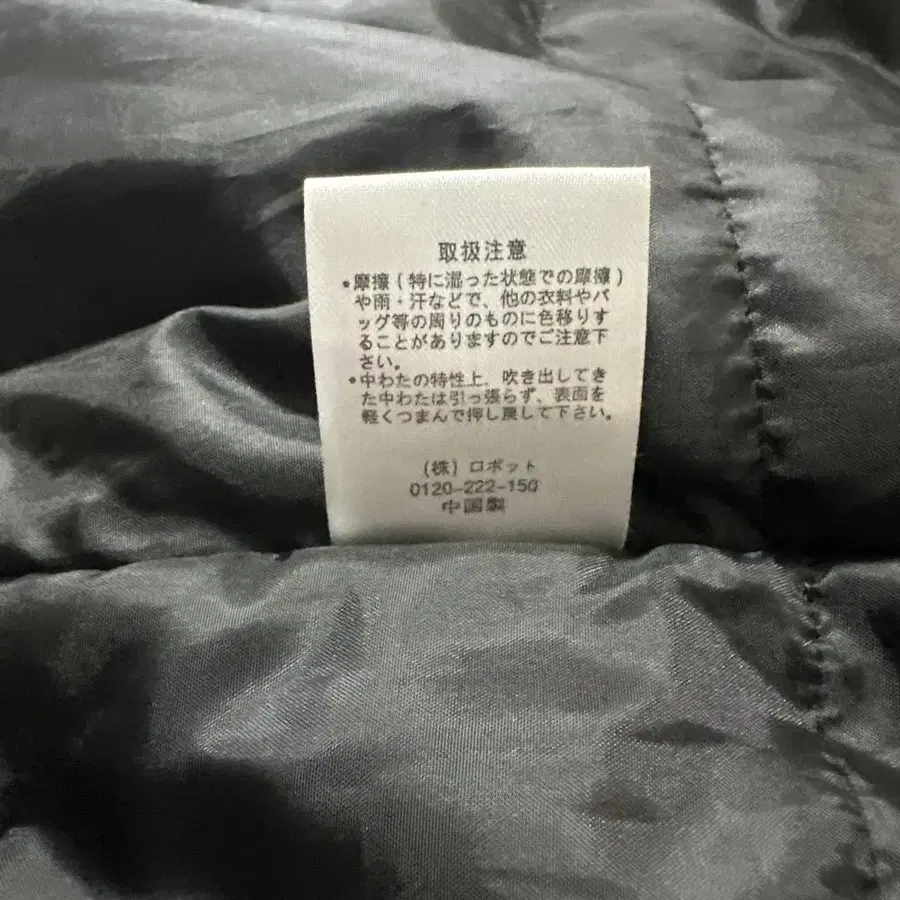 取扱注意
•摩擦(特に湿った状態での摩擦)
や雨・汗などで、他の衣料やバ
ッグ等の周りのものに色移りす
ることがありますのでご注意下
さい。
•中わたの特性上、吹き出してき
た中わたは引っ張らず、表面を
軽くつまんで押し戻して下さい。
(株)ロボット
0120-222-150
中国製